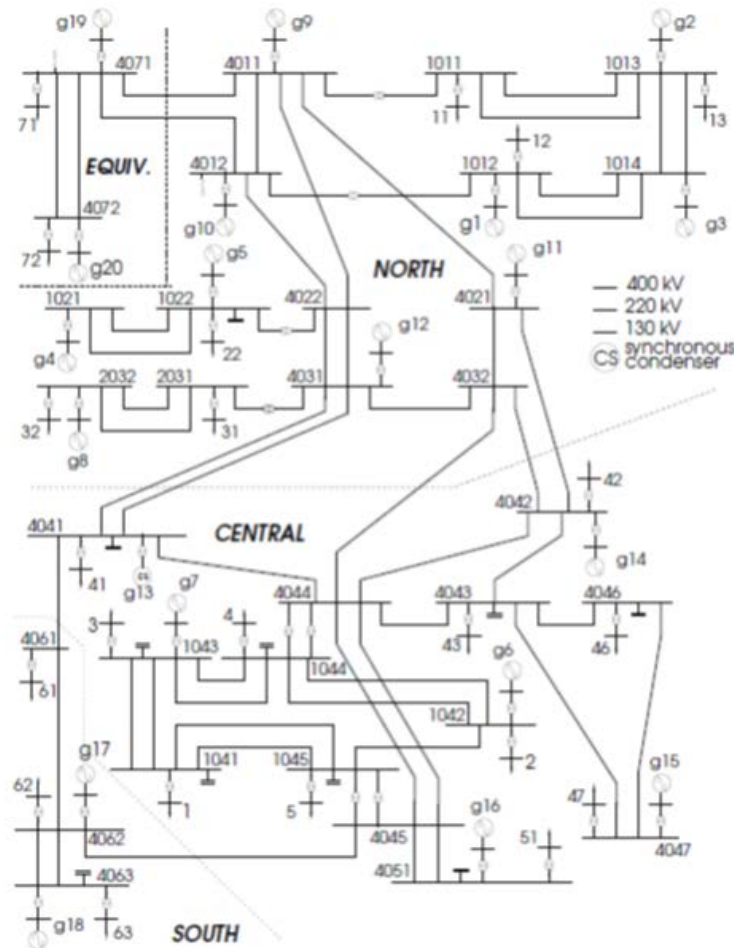 g19 g9 g2
4071 4011 1011 1013
71 11 13
12
EQUIV. 4012 1012 1014
4072 g10 g1 g3
72 g20 g5 NORTH g11
1021 1022 4022 4021
400 kV
220 kV
130 kV
CS synchronous
condenser
g4 22 g12
2032 2031 4031 4032
32 g8 31
42
4041 CENTRAL 4042
41 g13 g7 g14
4044 4043 4046
3 4 43 46
4061 1043 1044 g6
61 1042
g17 1041 1045 2 g15
62 1 5 g16 47
4062 4045 51 4047
4063 4051
g18 63 SOUTH